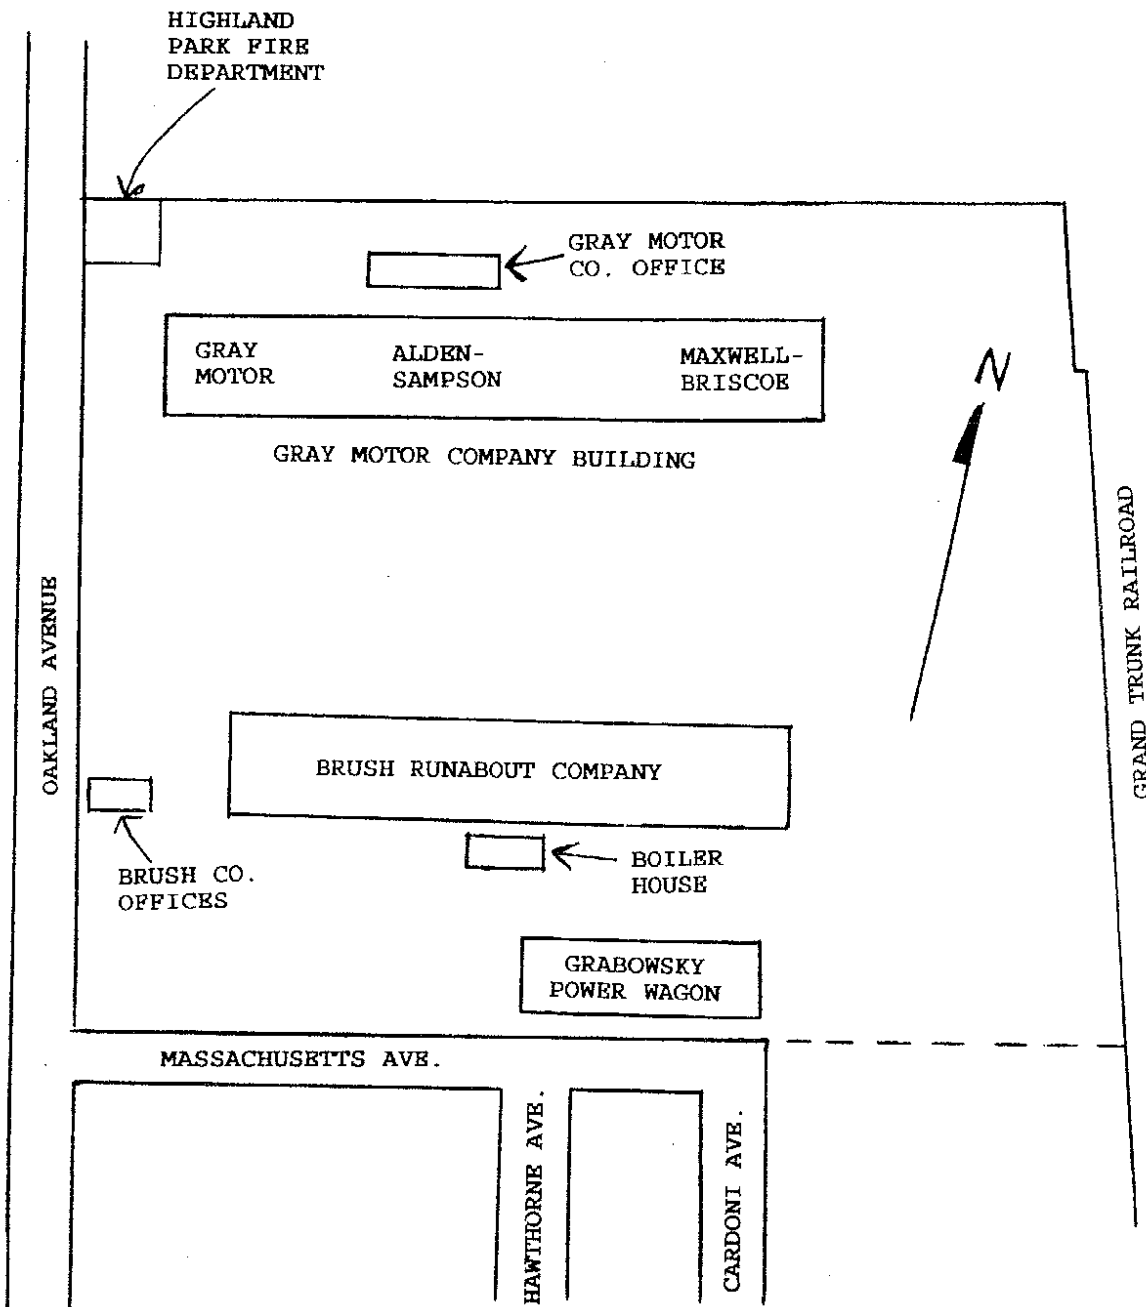 HIGHLAND
PARK FIRE
DEPARTMENT
GRAY MOTOR
CO. OFFICE
GRAY
MOTOR
ALDEN-
SAMPSON
MAXWELL-
BRISCOE
GRAY MOTOR COMPANY BUILDING
N
OAKLAND AVENUE
GRAND TRUNK RAILROAD
BRUSH RUNABOUT COMPANY
BRUSH CO.
OFFICES
BOILER
HOUSE
GRABOWSKY
POWER WAGON
MASSACHUSETTS AVE.
HAWTHORNE AVE.
CARDONI AVE.